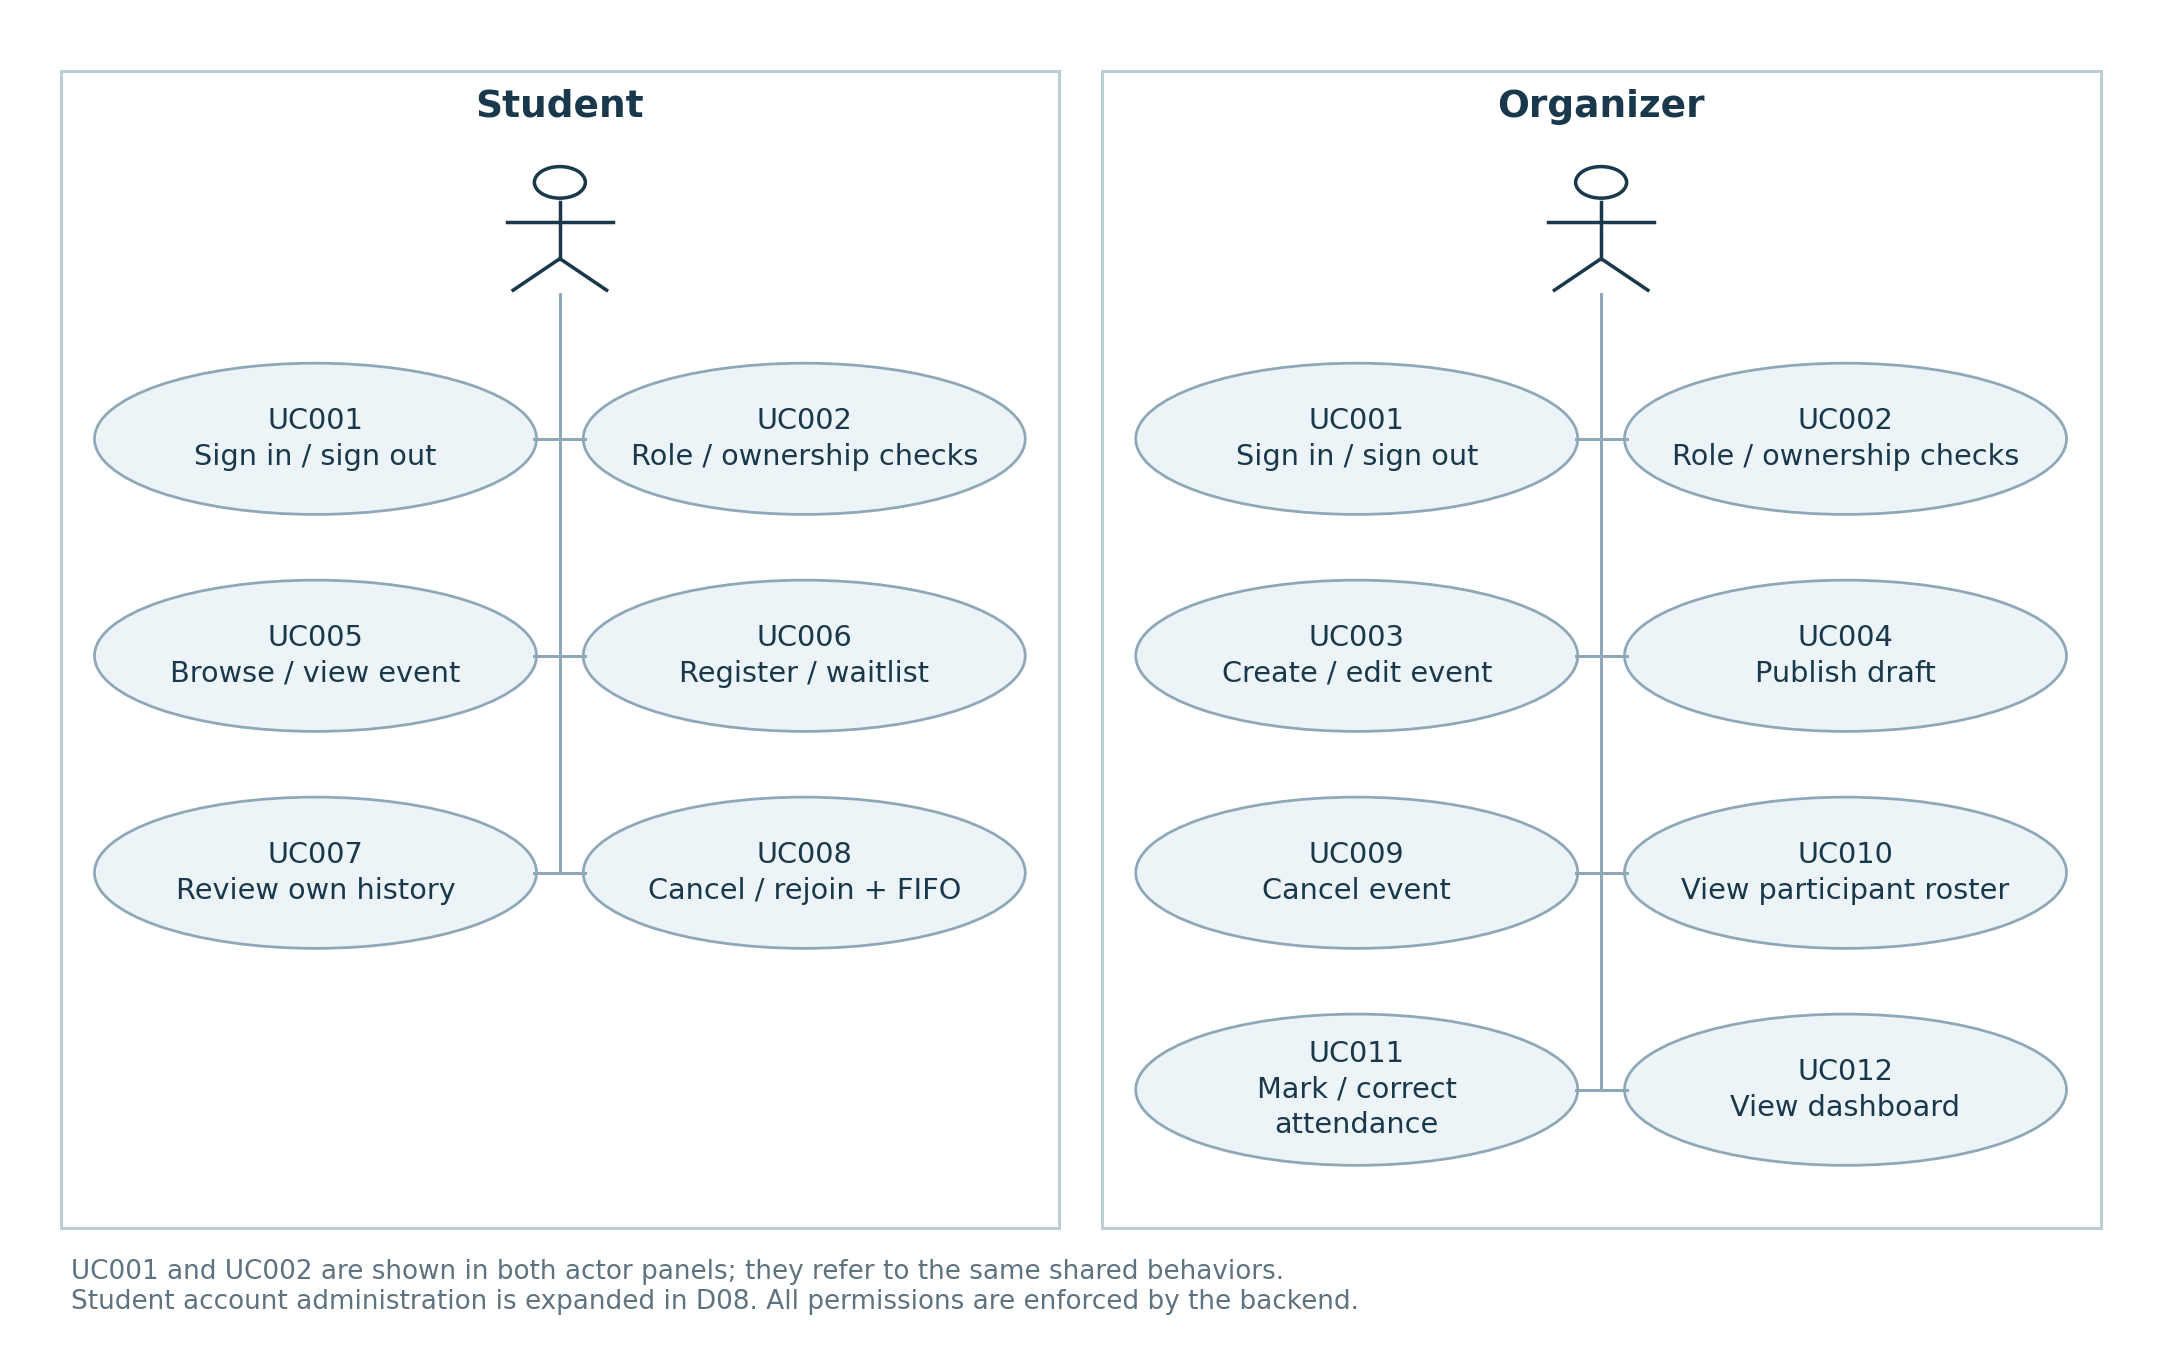 Student
UC001
Sign in / sign out
UC002
Role / ownership checks
UC005
Browse / view event
UC006
Register / waitlist
UC007
Review own history
UC008
Cancel / rejoin + FIFO
Organizer
UC001
Sign in / sign out
UC002
Role / ownership checks
UC003
Create / edit event
UC004
Publish draft
UC009
Cancel event
UC010
View participant roster
UC011
Mark / correct
attendance
UC012
View dashboard
UC001 and UC002 are shown in both actor panels; they refer to the same shared behaviors.
Student account administration is expanded in D08. All permissions are enforced by the backend.